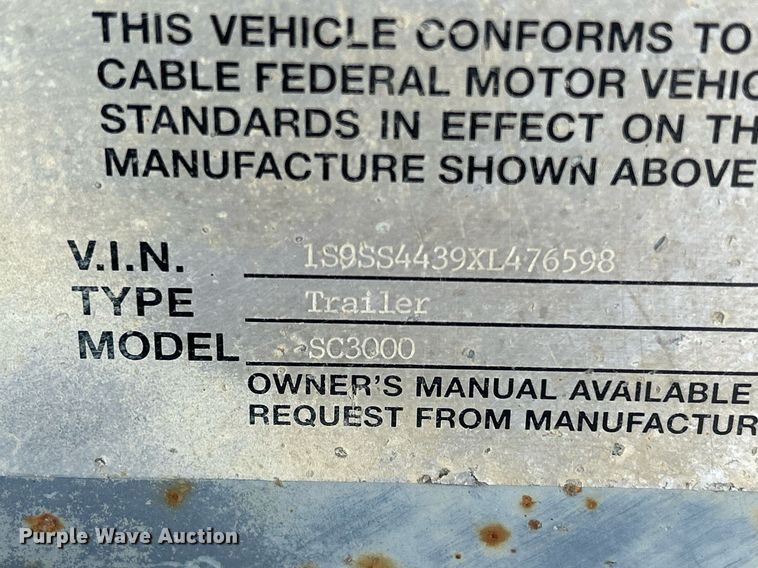 THIS VEHICLE CONFORMS TO
CABLE FEDERAL MOTOR VEHIC
STANDARDS IN EFFECT ON TH
MANUFACTURE SHOWN ABOVE
V.I.N. 1S9SS4439XL476598
TYPE Trailer
MODEL SC3000
OWNER'S MANUAL AVAILABLE
REQUEST FROM MANUFACTUR
Purple Wave Auction